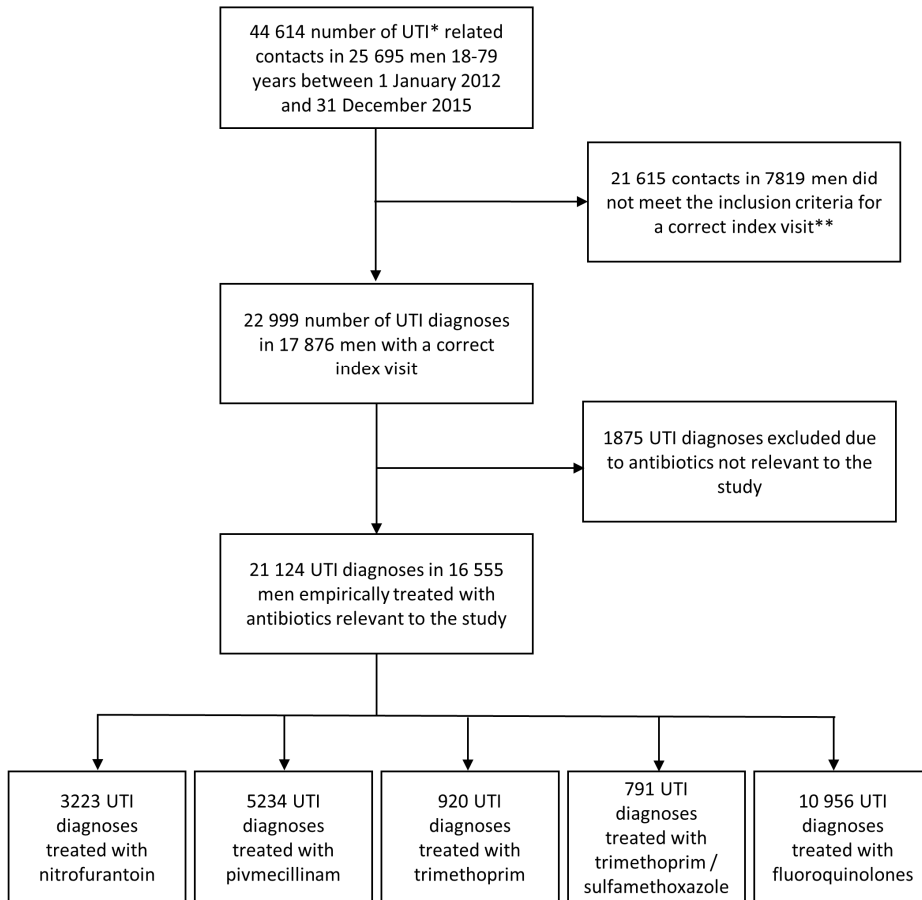 44 614 number of UTI* related
contacts in 25 695 men 18-79
years between 1 January 2012
and 31 December 2015
21 615 contacts in 7819 men did
not meet the inclusion criteria for
a correct index visit**
22 999 number of UTI diagnoses
in 17 876 men with a correct
index visit
1875 UTI diagnoses excluded due
to antibiotics not relevant to the
study
21 124 UTI diagnoses in 16 555
men empirically treated with
antibiotics relevant to the study
3223 UTI
diagnoses
treated with
nitrofurantoin
5234 UTI
diagnoses
treated with
pivmecillinam
920 UTI
diagnoses
treated with
trimethoprim
791 UTI
diagnoses
treated with
trimethoprim /
sulfamethoxazole
10 956 UTI
diagnoses
treated with
fluoroquinolones